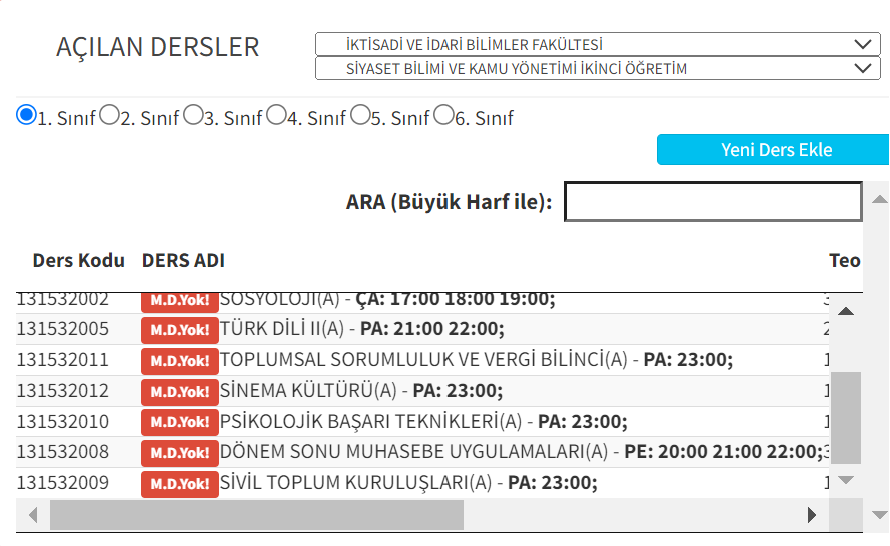 AÇILAN DERSLER
İKTİSADİ VE İDARİ BİLİMLER FAKÜLTESİ
SİYASET BİLİMİ VE KAMU YÖNETİMİ İKİNCİ ÖĞRETİM
1. Sınıf 2. Sınıf 3. Sınıf 4. Sınıf 5. Sınıf 6. Sınıf
Yeni Ders Ekle
ARA (Büyük Harf ile):
Ders Kodu DERS ADI Teo
131532002 M.D.Yok! SOSYOLOJİ(A) - ÇA: 17:00 18:00 19:00; 3
131532005 M.D.Yok! TÜRK DİLİ II(A) - PA: 21:00 22:00; 2
131532011 M.D.Yok! TOPLUMSAL SORUMLULUK VE VERGİ BİLİNCİ(A) - PA: 23:00; 1
131532012 M.D.Yok! SİNEMA KÜLTÜRÜ(A) - PA: 23:00; 1
131532010 M.D.Yok! PSİKOLOJİK BAŞARI TEKNİKLERİ(A) - PA: 23:00; 1
131532008 M.D.Yok! DÖNEM SONU MUHASEBE UYGULAMALARI(A) - PE: 20:00 21:00 22:00; 3
131532009 M.D.Yok! SİVİL TOPLUM KURULUŞLARI(A) - PA: 23:00; 1